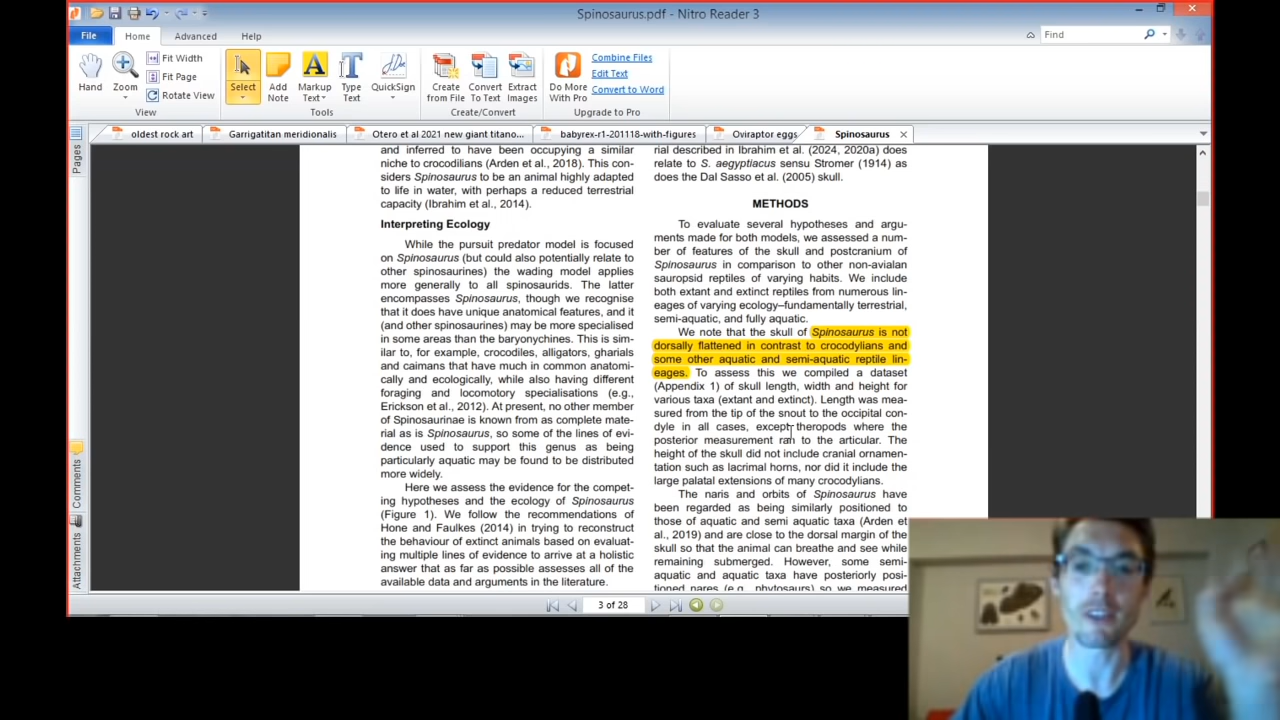 Spinosaurus.pdf - Nitro Reader 3
File
Home
Advanced
Help
Find
Hand
Zoom
Fit Width
Fit Page
Rotate View
View
Select
Add Note
Markup Text
Type Text
QuickSign
Tools
Create from File
Convert To Text
Extract Images
Create/Convert
Do More With Pro
Combine Files
Edit Text
Convert to Word
Upgrade to Pro
Pages
oldest rock art
Garrigatitan meridionalis
Otero et al 2021 new giant titano...
babyrex-r1-201118-with-figures
Oviraptor eggs
Spinosaurus
and inferred to have been occupying a similar
niche to crocodilians (Arden et al., 2018). This con-
siders Spinosaurus to be an animal highly adapted
to life in water, with perhaps a reduced terrestrial
capacity (Ibrahim et al., 2014).
Interpreting Ecology
While the pursuit predator model is focused
on Spinosaurus (but could also potentially relate to
other spinosaurines) the wading model applies
more generally to all spinosaurids. The latter
encompasses Spinosaurus, though we recognise
that it does have unique anatomical features, and it
(and other spinosaurines) may be more specialised
in some areas than the baryonychines. This is sim-
ilar to, for example, crocodiles, alligators, gharials
and caimans that have much in common anatomi-
cally and ecologically, while also having different
foraging and locomotory specialisations (e.g.,
Erickson et al., 2012). At present, no other member
of Spinosaurinae is known from as complete mate-
rial as is Spinosaurus, so some of the lines of evi-
dence used to support this genus as being
particularly aquatic may be found to be distributed
more widely.
Here we assess the evidence for the compet-
ing hypotheses and the ecology of Spinosaurus
(Figure 1). We follow the recommendations of
Hone and Faulkes (2014) in trying to reconstruct
the behaviour of extinct animals based on evaluat-
ing multiple lines of evidence to arrive at a holistic
answer that as far as possible assesses all of the
available data and arguments in the literature.
rial described in Ibrahim et al. (2024, 2020a) does
relate to S. aegyptiacus sensu Stromer (1914) as
does the Dal Sasso et al. (2005) skull.
METHODS
To evaluate several hypotheses and argu-
ments made for both models, we assessed a num-
ber of features of the skull and postcranium of
Spinosaurus in comparison to other non-avialan
sauropsid reptiles of varying habits. We include
both extant and extinct reptiles from numerous lin-
eages of varying ecology–fundamentally terrestrial,
semi-aquatic, and fully aquatic.
We note that the skull of Spinosaurus is not
dorsally flattened in contrast to crocodylians and
some other aquatic and semi-aquatic reptile lin-
eages. To assess this we compiled a dataset
(Appendix 1) of skull length, width and height for
various taxa (extant and extinct). Length was mea-
sured from the tip of the snout to the occipital con-
dyle in all cases, except theropods where the
posterior measurement ran to the articular. The
height of the skull did not include cranial ornamen-
tation such as lacrimal horns, nor did it include the
large palatal extensions of many crocodylians.
The naris and orbits of Spinosaurus have
been regarded as being similarly positioned to
those of aquatic and semi aquatic taxa (Arden et
al., 2019) and are close to the dorsal margin of the
skull so that the animal can breathe and see while
remaining submerged. However, some semi-
aquatic and aquatic taxa have posteriorly posi-
tioned nares (e.g., phytosaurs) so we measured
Comments
Attachments
3 of 28